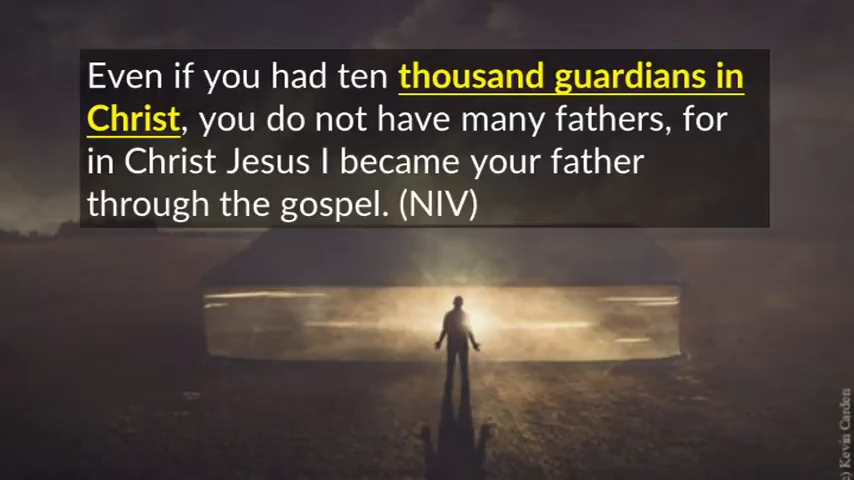 Even if you had ten thousand guardians in
Christ, you do not have many fathers, for
in Christ Jesus I became your father
through the gospel. (NIV)
c) Kevin Carden